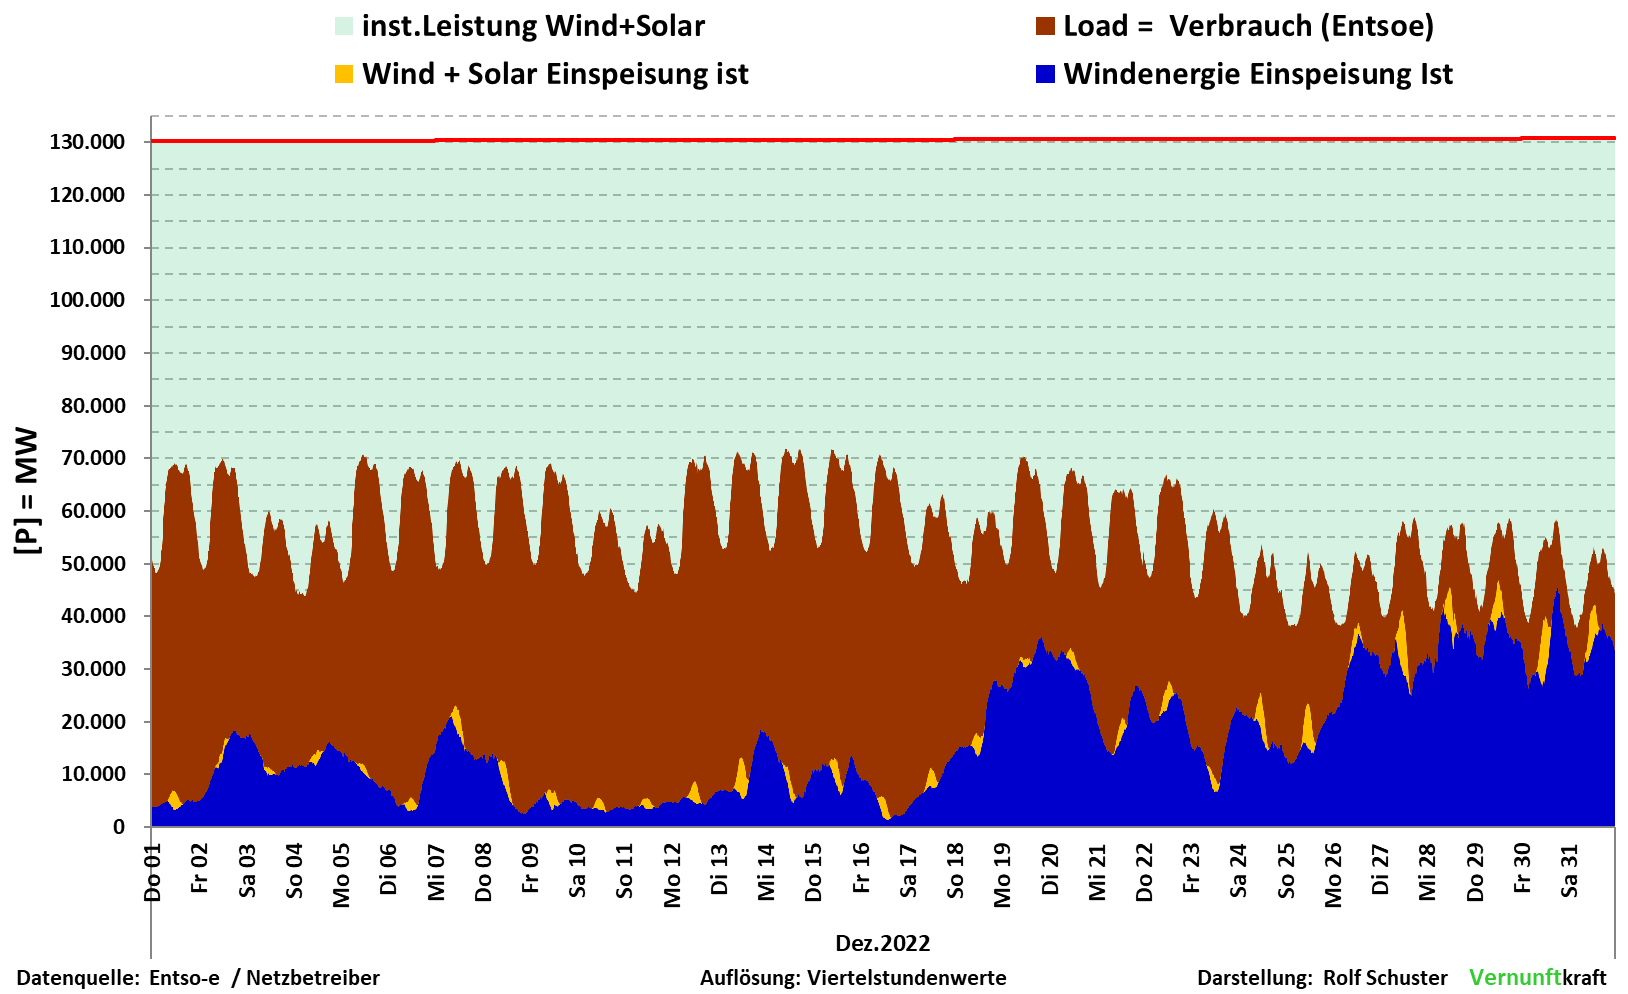 inst.Leistung Wind+Solar
Load =  Verbrauch (Entsoe)
Wind + Solar Einspeisung ist
Windenergie Einspeisung Ist
[P] = MW
130.000
120.000
110.000
100.000
90.000
80.000
70.000
60.000
50.000
40.000
30.000
20.000
10.000
0
Do 01
Fr 02
Sa 03
So 04
Mo 05
Di 06
Mi 07
Do 08
Fr 09
Sa 10
So 11
Mo 12
Di 13
Mi 14
Do 15
Fr 16
Sa 17
So 18
Mo 19
Di 20
Mi 21
Do 22
Fr 23
Sa 24
So 25
Mo 26
Di 27
Mi 28
Do 29
Fr 30
Sa 31
Dez.2022
Datenquelle: Entso-e / Netzbetreiber
Auflösung: Viertelstundenwerte
Darstellung: Rolf Schuster
Vernunftkraft